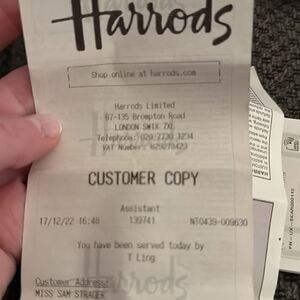 Harrods
Shop online at harrods.com
Harrods Limited
87-135 Brompton Road
LONDON SW1X 7XL
Telephone: 020 7730 1234
VAT Number: 629273423
CUSTOMER COPY
Assistant
17/12/22 16:48 139741 NT0439-009630
You have been served today by
T Ling
Customer Address:
MISS SAM STRAGER